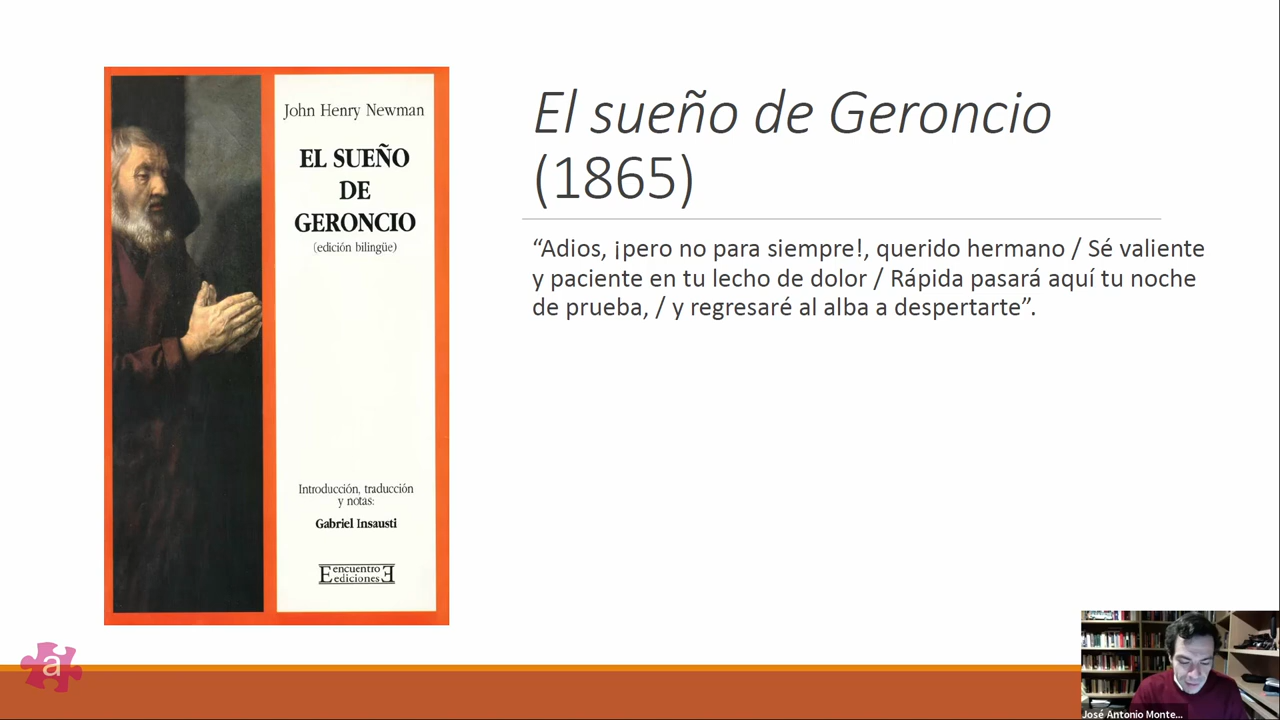 John Henry Newman
EL SUEÑO
DE
GERONCIO
(edición bilingüe)
Introducción, traducción
y notas:
Gabriel Insausti
encuentro
ediciones
El sueño de Geroncio
(1865)
“Adios, ¡pero no para siempre!, querido hermano / Sé valiente
y paciente en tu lecho de dolor / Rápida pasará aquí tu noche
de prueba, / y regresaré al alba a despertarte”.
a
José Antonio Monte...